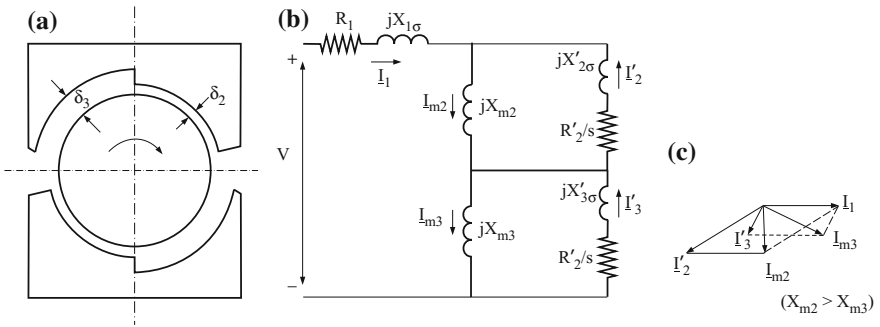 (a)
δ3
δ2
(b)
R1
jX1σ
+
I1
V
−
Im2
jXm2
Im3
jXm3
jX′2σ
I′2
R′2/s
jX′3σ
I′3
R′2/s
(c)
I1
I′3
Im3
I′2
Im2
(Xm2 > Xm3)